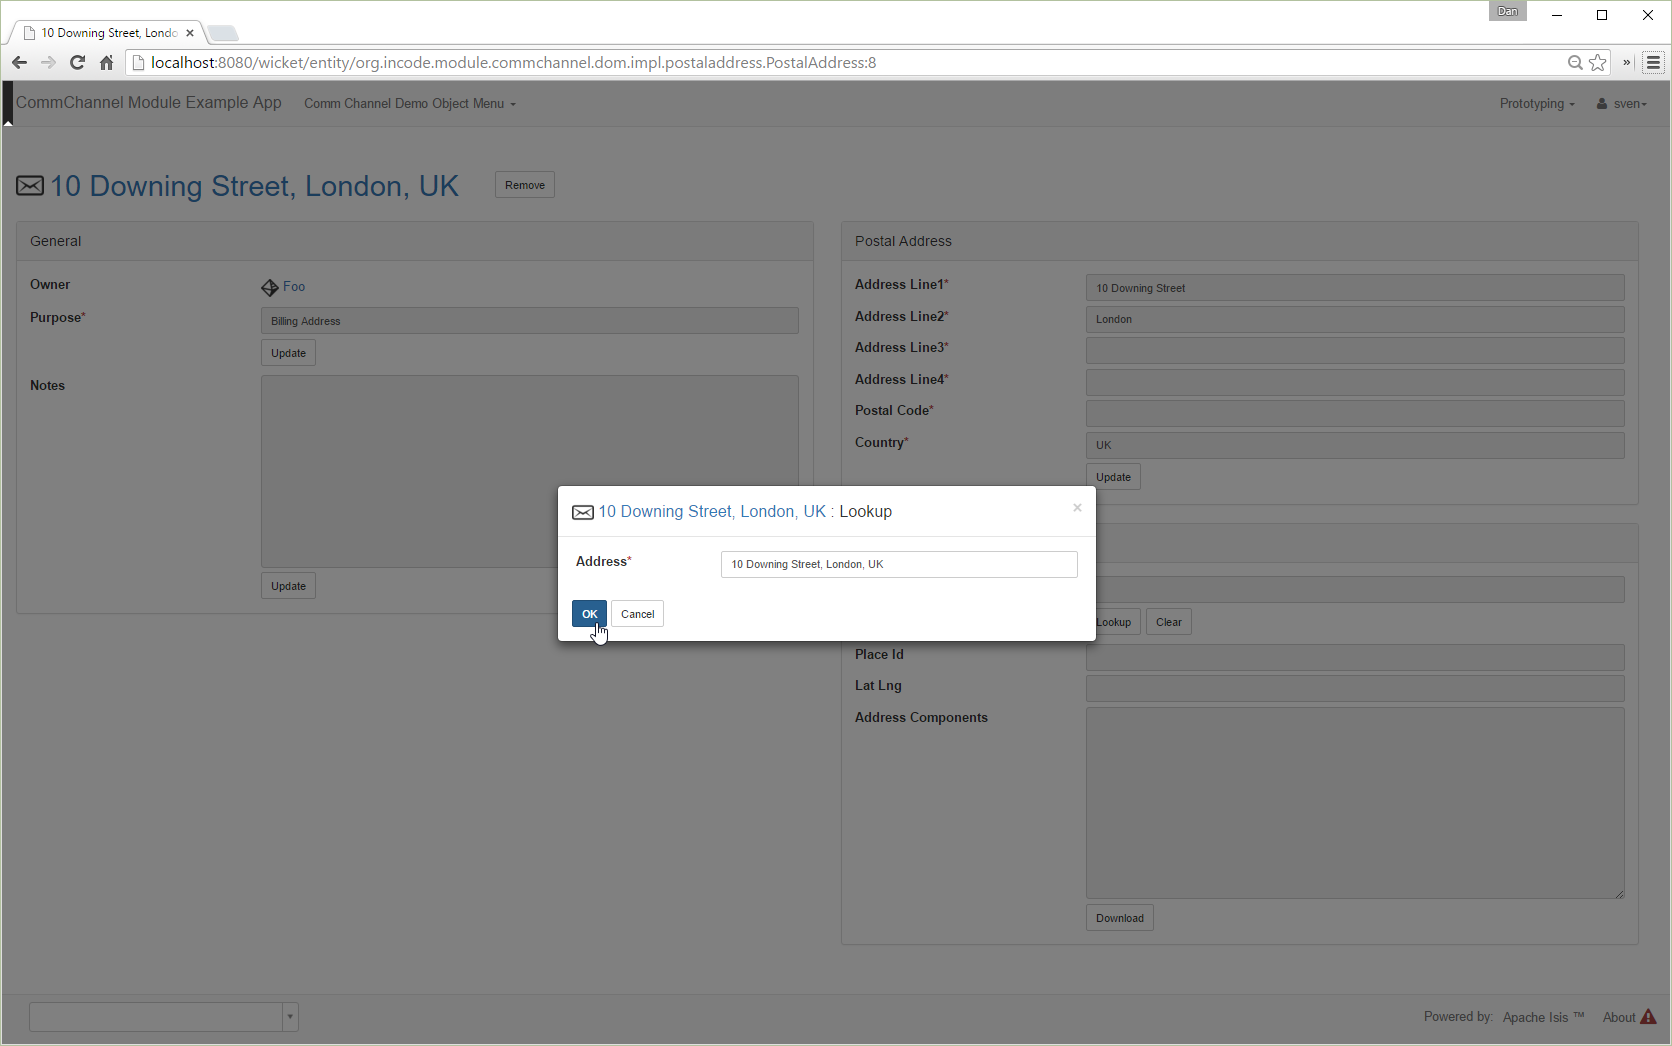 Dan
10 Downing Street, Londo
localhost:8080/wicket/entity/org.incode.module.commchannel.dom.impl.postaladdress.PostalAddress:8
CommChannel Module Example App Comm Channel Demo Object Menu Prototyping sven
10 Downing Street, London, UK Remove
General
Owner Foo
Purpose* Billing Address
Update
Notes
Update
Postal Address
Address Line1* 10 Downing Street
Address Line2* London
Address Line3*
Address Line4*
Postal Code*
Country* UK
Update
10 Downing Street, London, UK : Lookup ×
Address* 10 Downing Street, London, UK
OK Cancel
Lookup Clear
Place Id
Lat Lng
Address Components
Download
Powered by: Apache Isis ™ About